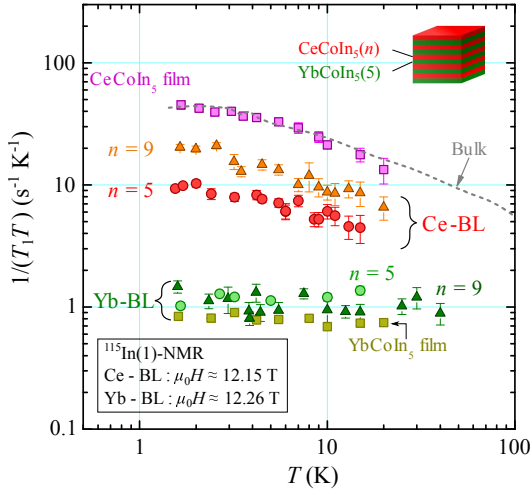 100
10
1
0.1
1
10
100
1/(T₁T) (s⁻¹ K⁻¹)
T (K)
CeCoIn₅(n)
YbCoIn₅(5)
CeCoIn₅ film
Bulk
n = 9
n = 5
Ce-BL
n = 5
n = 9
Yb-BL
YbCoIn₅ film
¹¹⁵In(1)-NMR
Ce - BL : μ₀H ≈ 12.15 T
Yb - BL : μ₀H ≈ 12.26 T